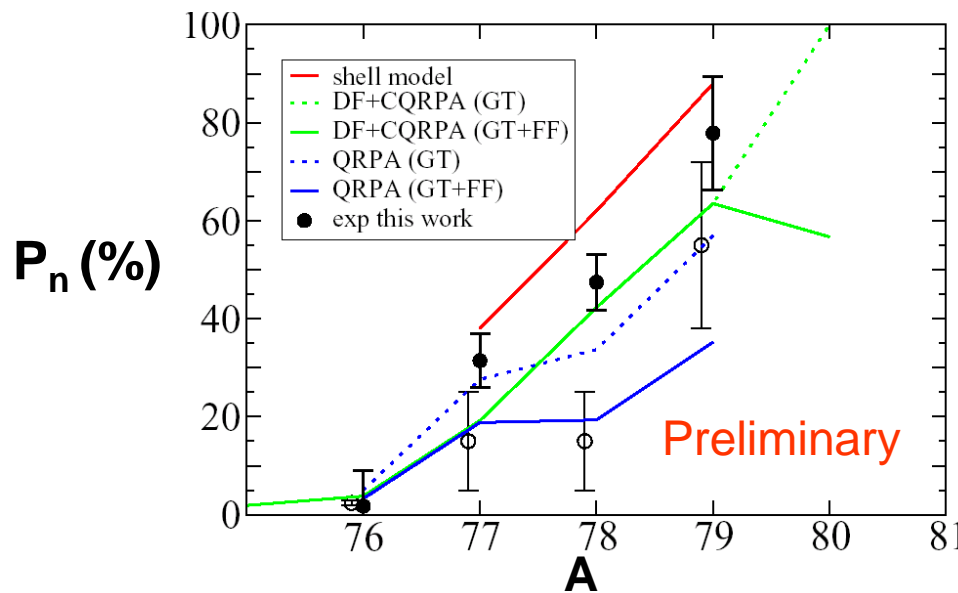 100
80
60
40
20
0
P_n (%)
shell model
DF+CQRPA (GT)
DF+CQRPA (GT+FF)
QRPA (GT)
QRPA (GT+FF)
exp this work
Preliminary
76 77 78 79 80 81
A